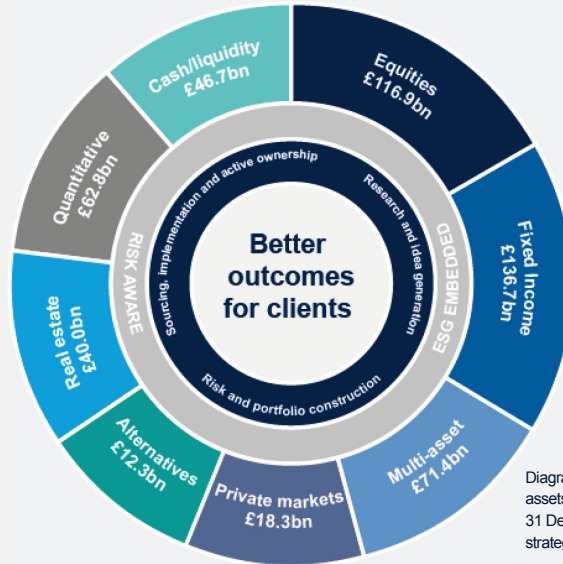 Equities
£116.9bn
Fixed Income
£136.7bn
Multi-asset
£71.4bn
Private markets
£18.3bn
Alternatives
£12.3bn
Real estate
£40.0bn
Quantitative
£62.8bn
Cash/liquidity
£46.7bn
RISK AWARE
ESG EMBEDDED
Sourcing, implementation and active ownership
Research and idea generation
Risk and portfolio construction
Better
outcomes
for clients
assets
31